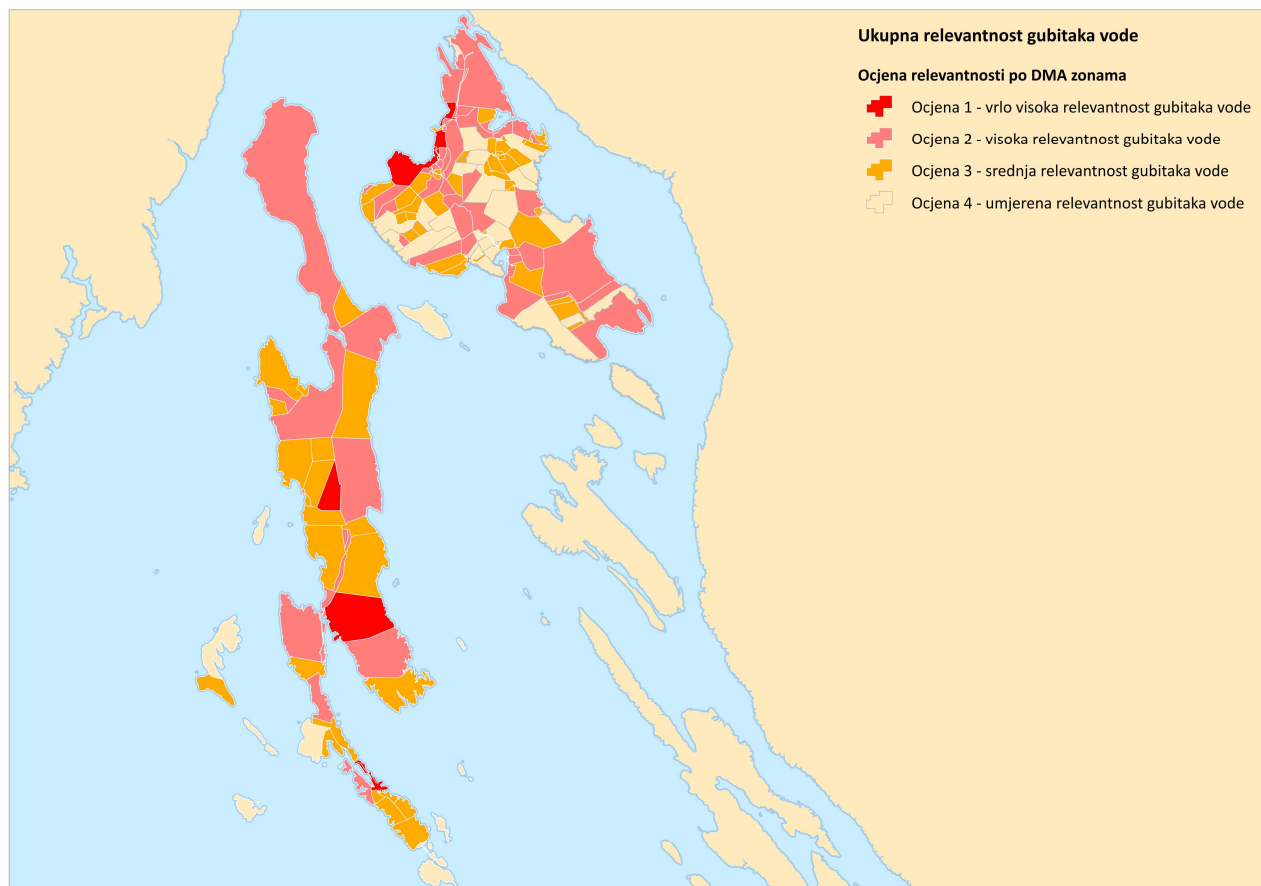 Ukupna relevantnost gubitaka vode
Ocjena relevantnosti po DMA zonama
Ocjena 1 - vrlo visoka relevantnost gubitaka vode
Ocjena 2 - visoka relevantnost gubitaka vode
Ocjena 3 - srednja relevantnost gubitaka vode
Ocjena 4 - umjerena relevantnost gubitaka vode